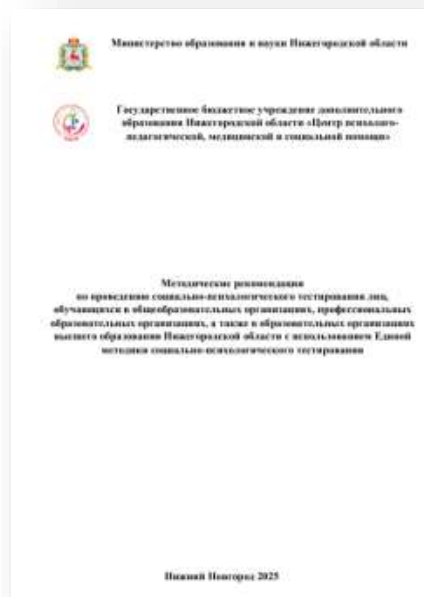 Министерство образования и науки Нижегородской области
Государственное бюджетное учреждение дополнительного
образования Нижегородской области «Центр психолого-
педагогической, медицинской и социальной помощи»
Методические рекомендации
по проведению социально-психологического тестирования лиц,
обучающихся в общеобразовательных организациях, профессиональных
образовательных организациях, а также в образовательных организациях
высшего образования Нижегородской области с использованием Единой
методики социально-психологического тестирования
Нижний Новгород 2025